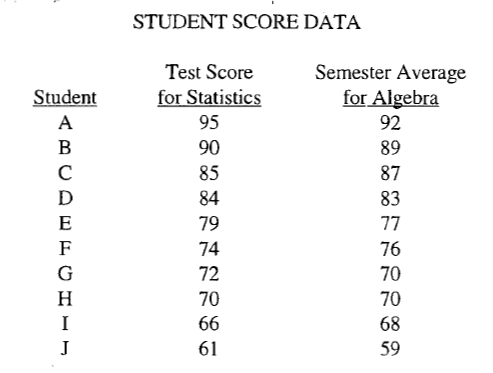 STUDENT SCORE DATA
Test Score Semester Average
Student for Statistics for Algebra
A 95 92
B 90 89
C 85 87
D 84 83
E 79 77
F 74 76
G 72 70
H 70 70
I 66 68
J 61 59